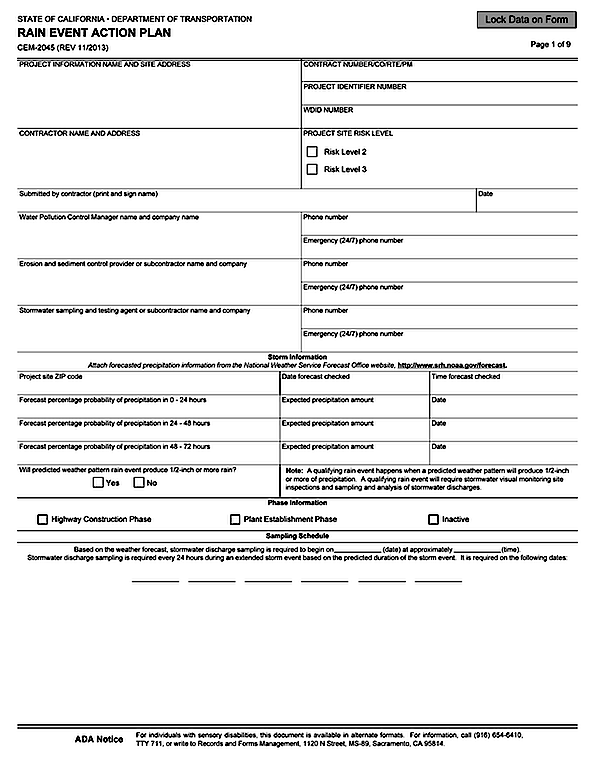 STATE OF CALIFORNIA • DEPARTMENT OF TRANSPORTATION
RAIN EVENT ACTION PLAN
CEM-2045 (REV 11/2013)
Lock Data on Form
Page 1 of 9
PROJECT INFORMATION NAME AND SITE ADDRESS
CONTRACT NUMBER/CO/RTE/PM
PROJECT IDENTIFIER NUMBER
WDID NUMBER
CONTRACTOR NAME AND ADDRESS
PROJECT SITE RISK LEVEL
Risk Level 2
Risk Level 3
Submitted by contractor (print and sign name)
Date
Water Pollution Control Manager name and company name
Phone number
Emergency (24/7) phone number
Erosion and sediment control provider or subcontractor name and company
Phone number
Emergency (24/7) phone number
Stormwater sampling and testing agent or subcontractor name and company
Phone number
Emergency (24/7) phone number
Storm Information
Attach forecasted precipitation information from the National Weather Service Forecast Office website, http://www.srh.noaa.gov/forecast.
Project site ZIP code
Date forecast checked
Time forecast checked
Forecast percentage probability of precipitation in 0 - 24 hours
Expected precipitation amount
Date
Forecast percentage probability of precipitation in 24 - 48 hours
Expected precipitation amount
Date
Forecast percentage probability of precipitation in 48 - 72 hours
Expected precipitation amount
Date
Will predicted weather pattern rain event produce 1/2-inch or more rain?
Yes No
Note: A qualifying rain event happens when a predicted weather pattern will produce 1/2-inch
or more of precipitation. A qualifying rain event will require stormwater visual monitoring site
inspections and sampling and analysis of stormwater discharges.
Phase Information
Highway Construction Phase
Plant Establishment Phase
Inactive
Sampling Schedule
Based on the weather forecast, stormwater discharge sampling is required to begin on____________ (date) at approximately ____________(time).
Stormwater discharge sampling is required every 24 hours during an extended storm event based on the predicted duration of the storm event. It is required on the following dates:
ADA Notice
For individuals with sensory disabilities, this document is available in alternate formats. For information, call (916) 654-6410,
TTY 711, or write to Records and Forms Management, 1120 N Street, MS-89, Sacramento, CA 95814.